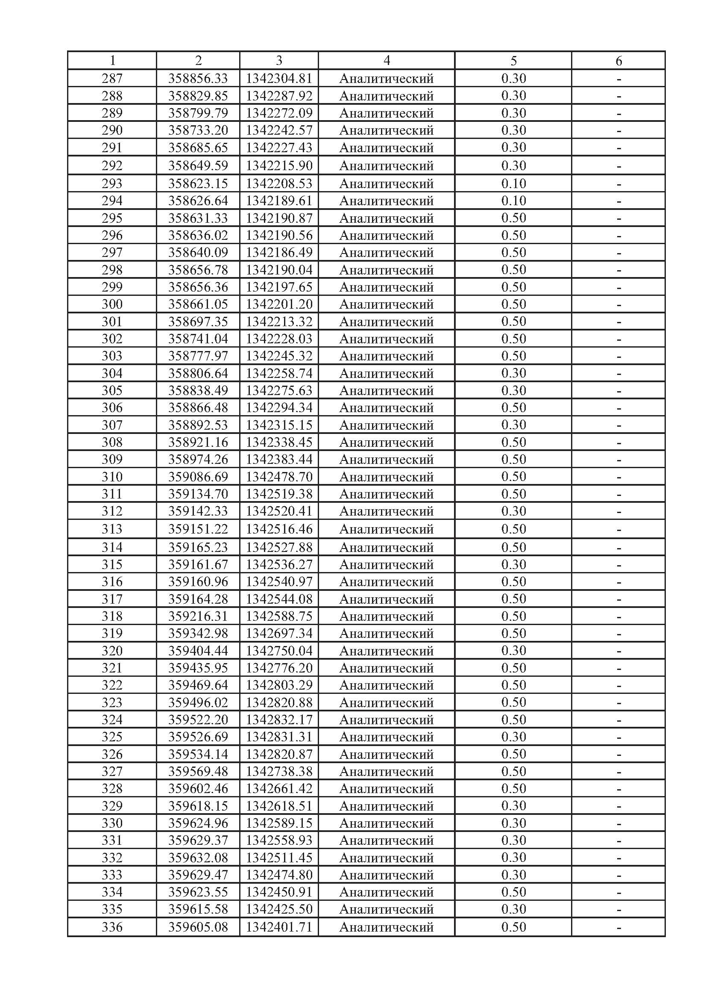 1 2 3 4 5 6
287 358856.33 1342304.81 Аналитический 0.30 -
288 358829.85 1342287.92 Аналитический 0.30 -
289 358799.79 1342272.09 Аналитический 0.30 -
290 358733.20 1342242.57 Аналитический 0.30 -
291 358685.65 1342227.43 Аналитический 0.30 -
292 358649.59 1342215.90 Аналитический 0.30 -
293 358623.15 1342208.53 Аналитический 0.10 -
294 358626.64 1342189.61 Аналитический 0.10 -
295 358631.33 1342190.87 Аналитический 0.50 -
296 358636.02 1342190.56 Аналитический 0.50 -
297 358640.09 1342186.49 Аналитический 0.50 -
298 358656.78 1342190.04 Аналитический 0.50 -
299 358656.36 1342197.65 Аналитический 0.50 -
300 358661.05 1342201.20 Аналитический 0.50 -
301 358697.35 1342213.32 Аналитический 0.50 -
302 358741.04 1342228.03 Аналитический 0.50 -
303 358777.97 1342245.32 Аналитический 0.50 -
304 358806.64 1342258.74 Аналитический 0.30 -
305 358838.49 1342275.63 Аналитический 0.30 -
306 358866.48 1342294.34 Аналитический 0.50 -
307 358892.53 1342315.15 Аналитический 0.30 -
308 358921.16 1342338.45 Аналитический 0.50 -
309 358974.26 1342383.44 Аналитический 0.50 -
310 359086.69 1342478.70 Аналитический 0.50 -
311 359134.70 1342519.38 Аналитический 0.50 -
312 359142.33 1342520.41 Аналитический 0.30 -
313 359151.22 1342516.46 Аналитический 0.50 -
314 359165.23 1342527.88 Аналитический 0.50 -
315 359161.67 1342536.27 Аналитический 0.30 -
316 359160.96 1342540.97 Аналитический 0.50 -
317 359164.28 1342544.08 Аналитический 0.50 -
318 359216.31 1342588.75 Аналитический 0.50 -
319 359342.98 1342697.34 Аналитический 0.50 -
320 359404.44 1342750.04 Аналитический 0.30 -
321 359435.95 1342776.20 Аналитический 0.50 -
322 359469.64 1342803.29 Аналитический 0.50 -
323 359496.02 1342820.88 Аналитический 0.50 -
324 359522.20 1342832.17 Аналитический 0.50 -
325 359526.69 1342831.31 Аналитический 0.30 -
326 359534.14 1342820.87 Аналитический 0.50 -
327 359569.48 1342738.38 Аналитический 0.50 -
328 359602.46 1342661.42 Аналитический 0.50 -
329 359618.15 1342618.51 Аналитический 0.30 -
330 359624.96 1342589.15 Аналитический 0.30 -
331 359629.37 1342558.93 Аналитический 0.30 -
332 359632.08 1342511.45 Аналитический 0.30 -
333 359629.47 1342474.80 Аналитический 0.30 -
334 359623.55 1342450.91 Аналитический 0.50 -
335 359615.58 1342425.50 Аналитический 0.30 -
336 359605.08 1342401.71 Аналитический 0.50 -